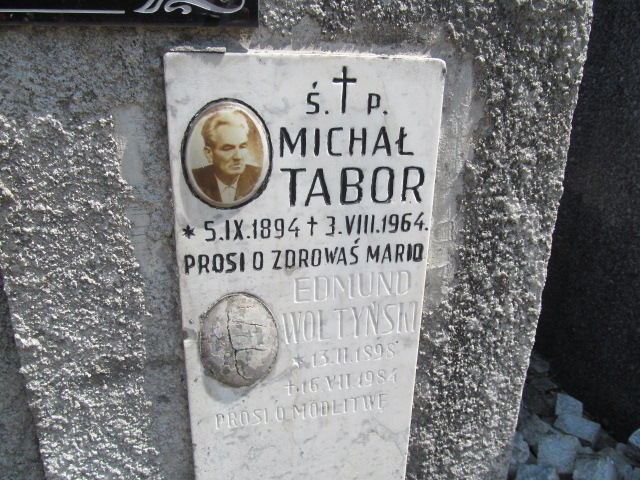 Ś. † P.
MICHAŁ
TABOR
* 5.IX.1894 † 3.VIII.1964.
PROSI O ZDROWAŚ MARIO
EDMUND
WOŁTYŃSKI
* 13.II.1898
† 16 VII 1984
PROSI O MODLITWĘ